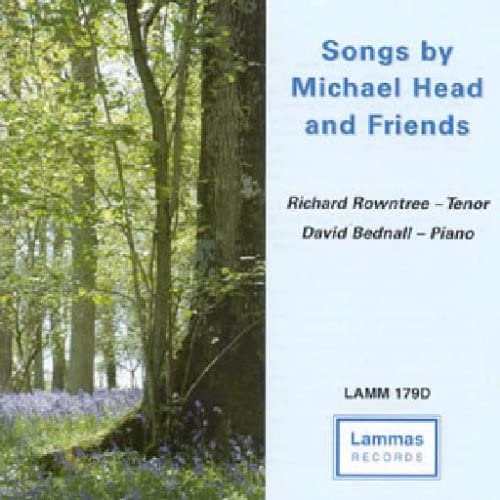 Songs by
Michael Head
and Friends
Richard Rowntree – Tenor
David Bednall – Piano
LAMM 179D
Lammas
RECORDS